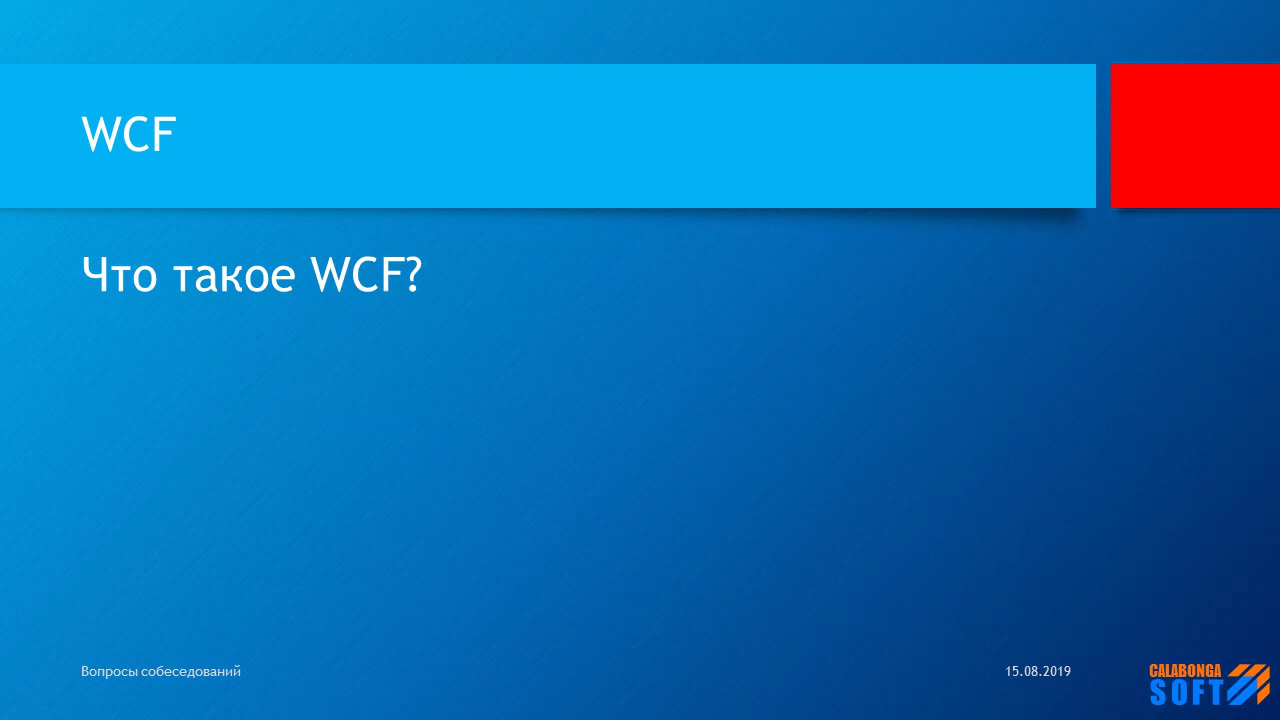 WCF
Что такое WCF?
Вопросы собеседований
15.08.2019
CALABONGA
SOFT